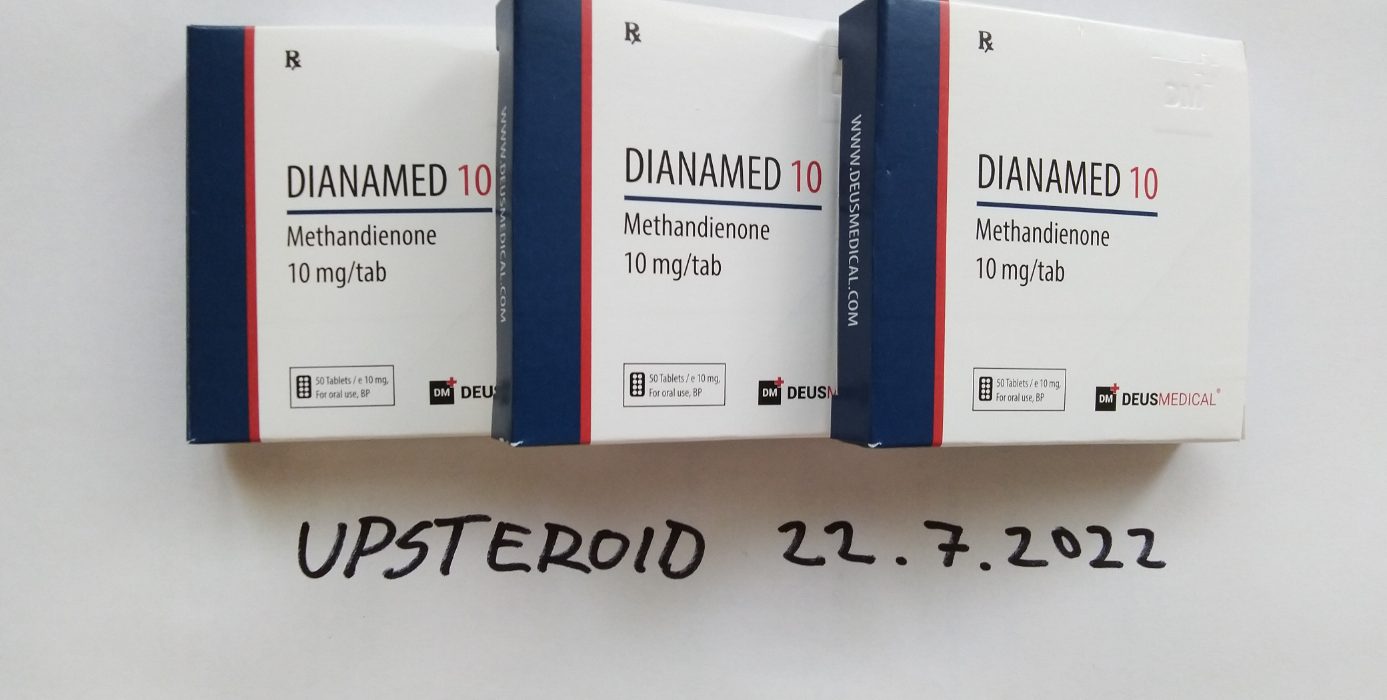 ℞
DIANAMED 10
Methandienone
10 mg/tab
50 Tablets / e 10 mg,
For oral use, BP
DM DEUS
WWW.DEUSMEDICAL.COM
℞
DIANAMED 10
Methandienone
10 mg/tab
50 Tablets / e 10 mg,
For oral use, BP
DM DEUSM
WWW.DEUSMEDICAL.COM
℞
DM
DIANAMED 10
Methandienone
10 mg/tab
50 Tablets / e 10 mg,
For oral use, BP
DM DEUSMEDICAL®
UPSTEROID 22.7.2022